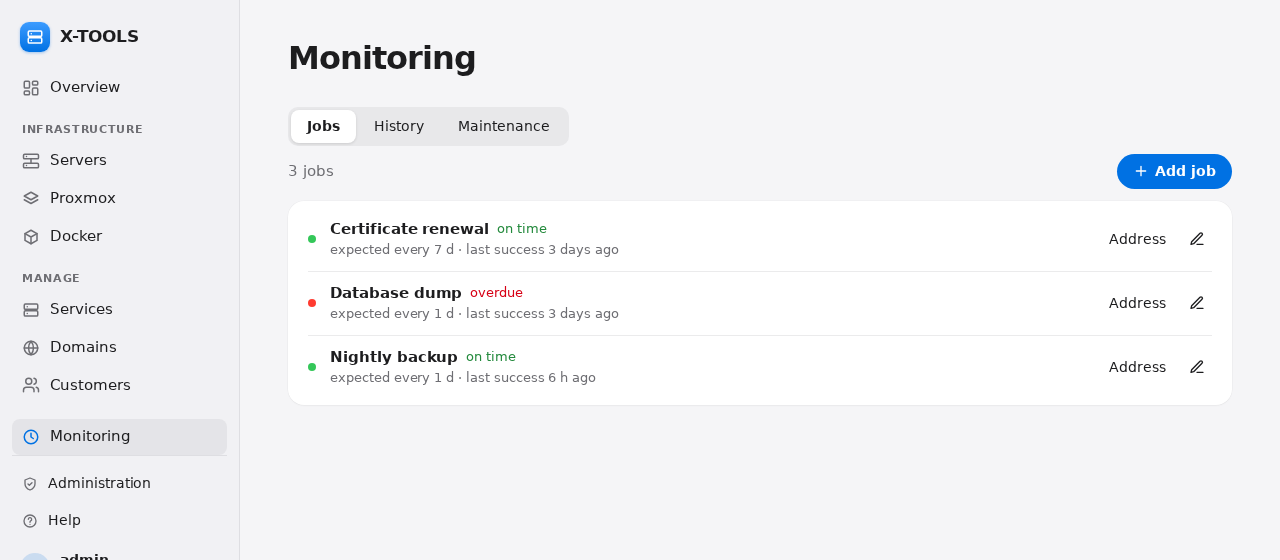 X-TOOLS
Overview
INFRASTRUCTURE
Servers
Proxmox
Docker
MANAGE
Services
Domains
Customers
Monitoring
Administration
Help
admin
Monitoring
Jobs
History
Maintenance
3 jobs
Add job
Certificate renewal on time
expected every 7 d · last success 3 days ago
Address
Database dump overdue
expected every 1 d · last success 3 days ago
Address
Nightly backup on time
expected every 1 d · last success 6 h ago
Address